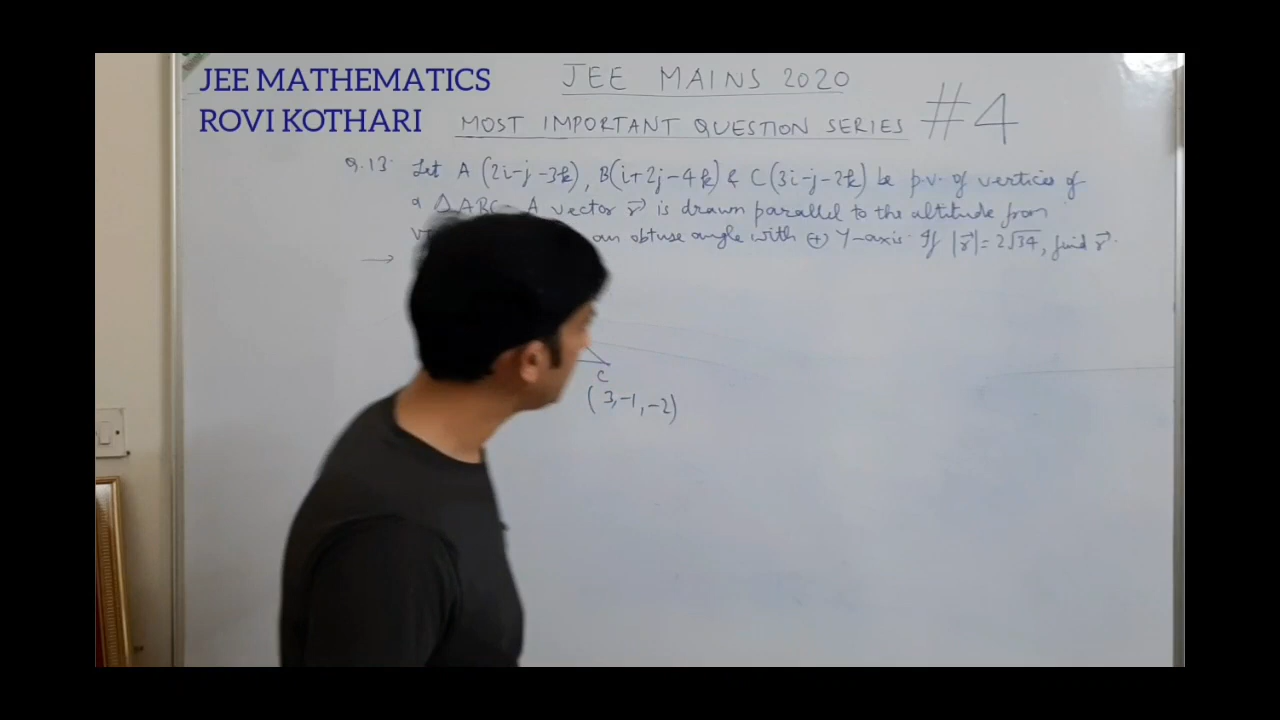 JEE MATHEMATICS
ROVI KOTHARI
JEE MAINS 2020
MOST IMPORTANT QUESTION SERIES #4
Q.13. Let A (2i-j-3k), B(i+2j-4k) & C(3i-j-2k) be p.v. of vertices of
a ΔABC. A vector r⃗ is drawn parallel to the altitude from
an obtuse angle with ⊕ Y-axis. If |r⃗| = 2√34, find r⃗.
→
C
(3,-1,-2)